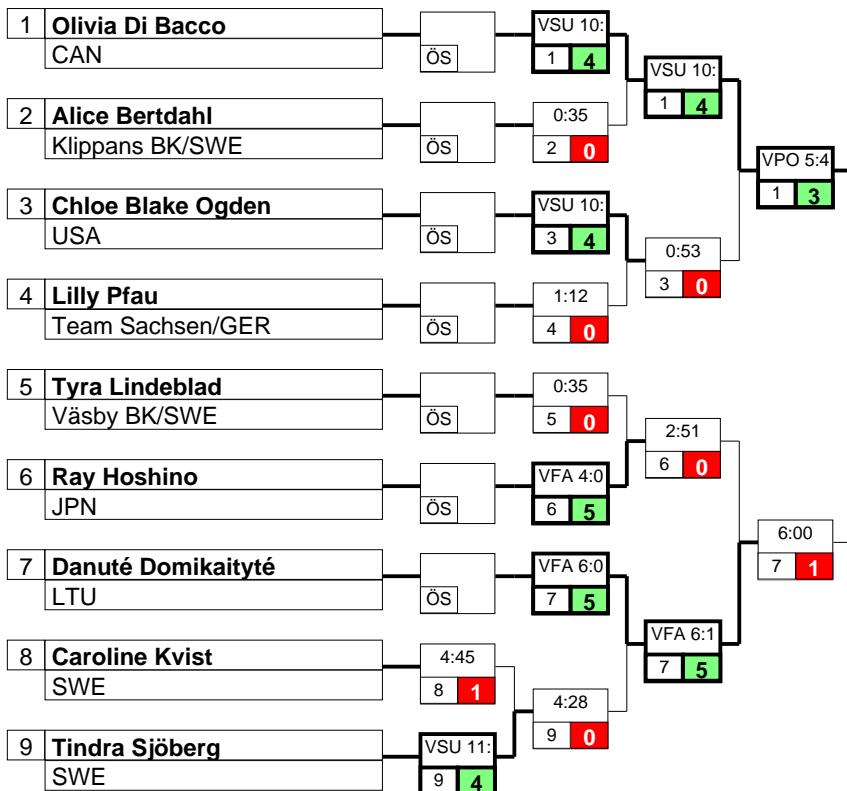 1 Olivia Di Bacco
CAN
ÖS
VSU 10:
1 4
VSU 10:
1 4
2 Alice Bertdahl
Klippans BK/SWE
ÖS
0:35
2 0
VPO 5:4
1 3
3 Chloe Blake Ogden
USA
ÖS
VSU 10:
3 4
0:53
3 0
4 Lilly Pfau
Team Sachsen/GER
ÖS
1:12
4 0
5 Tyra Lindeblad
Väsby BK/SWE
ÖS
0:35
5 0
2:51
6 0
6 Ray Hoshino
JPN
ÖS
VFA 4:0
6 5
6:00
7 1
7 Danuté Domikaityté
LTU
ÖS
VFA 6:0
7 5
VFA 6:1
7 5
8 Caroline Kvist
SWE
4:45
8 1
4:28
9 0
9 Tindra Sjöberg
SWE
VSU 11:
9 4